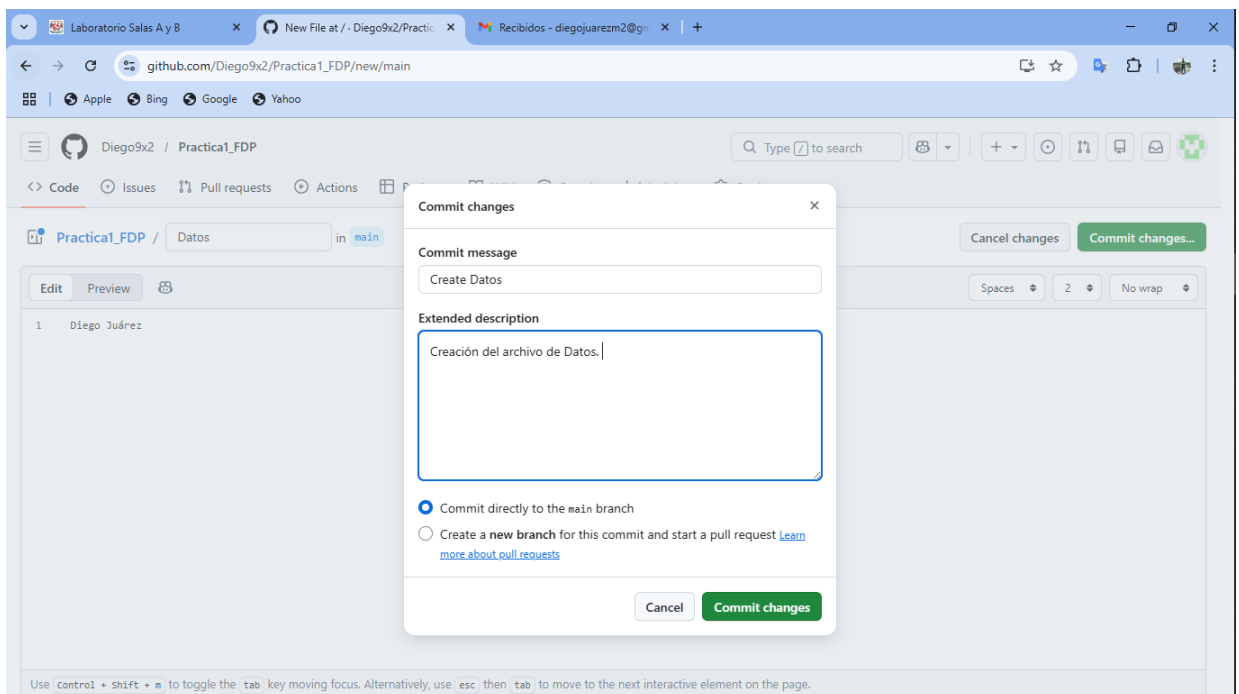 Laboratorio Salas A y B
New File at / · Diego9x2/Practic
Recibidos - diegojuarezm2@gm
github.com/Diego9x2/Practica1_FDP/new/main
Apple Bing Google Yahoo
Diego9x2 / Practica1_FDP
Type / to search
Code Issues Pull requests Actions
Commit changes
Practica1_FDP / Datos in main
Cancel changes Commit changes...
Commit message
Create Datos
Edit Preview
Spaces 2 No wrap
Extended description
1 Diego Juárez
Creación del archivo de Datos.
Commit directly to the main branch
Create a new branch for this commit and start a pull request Learn
more about pull requests
Cancel Commit changes
Use Control + Shift + m to toggle the tab key moving focus. Alternatively, use esc then tab to move to the next interactive element on the page.